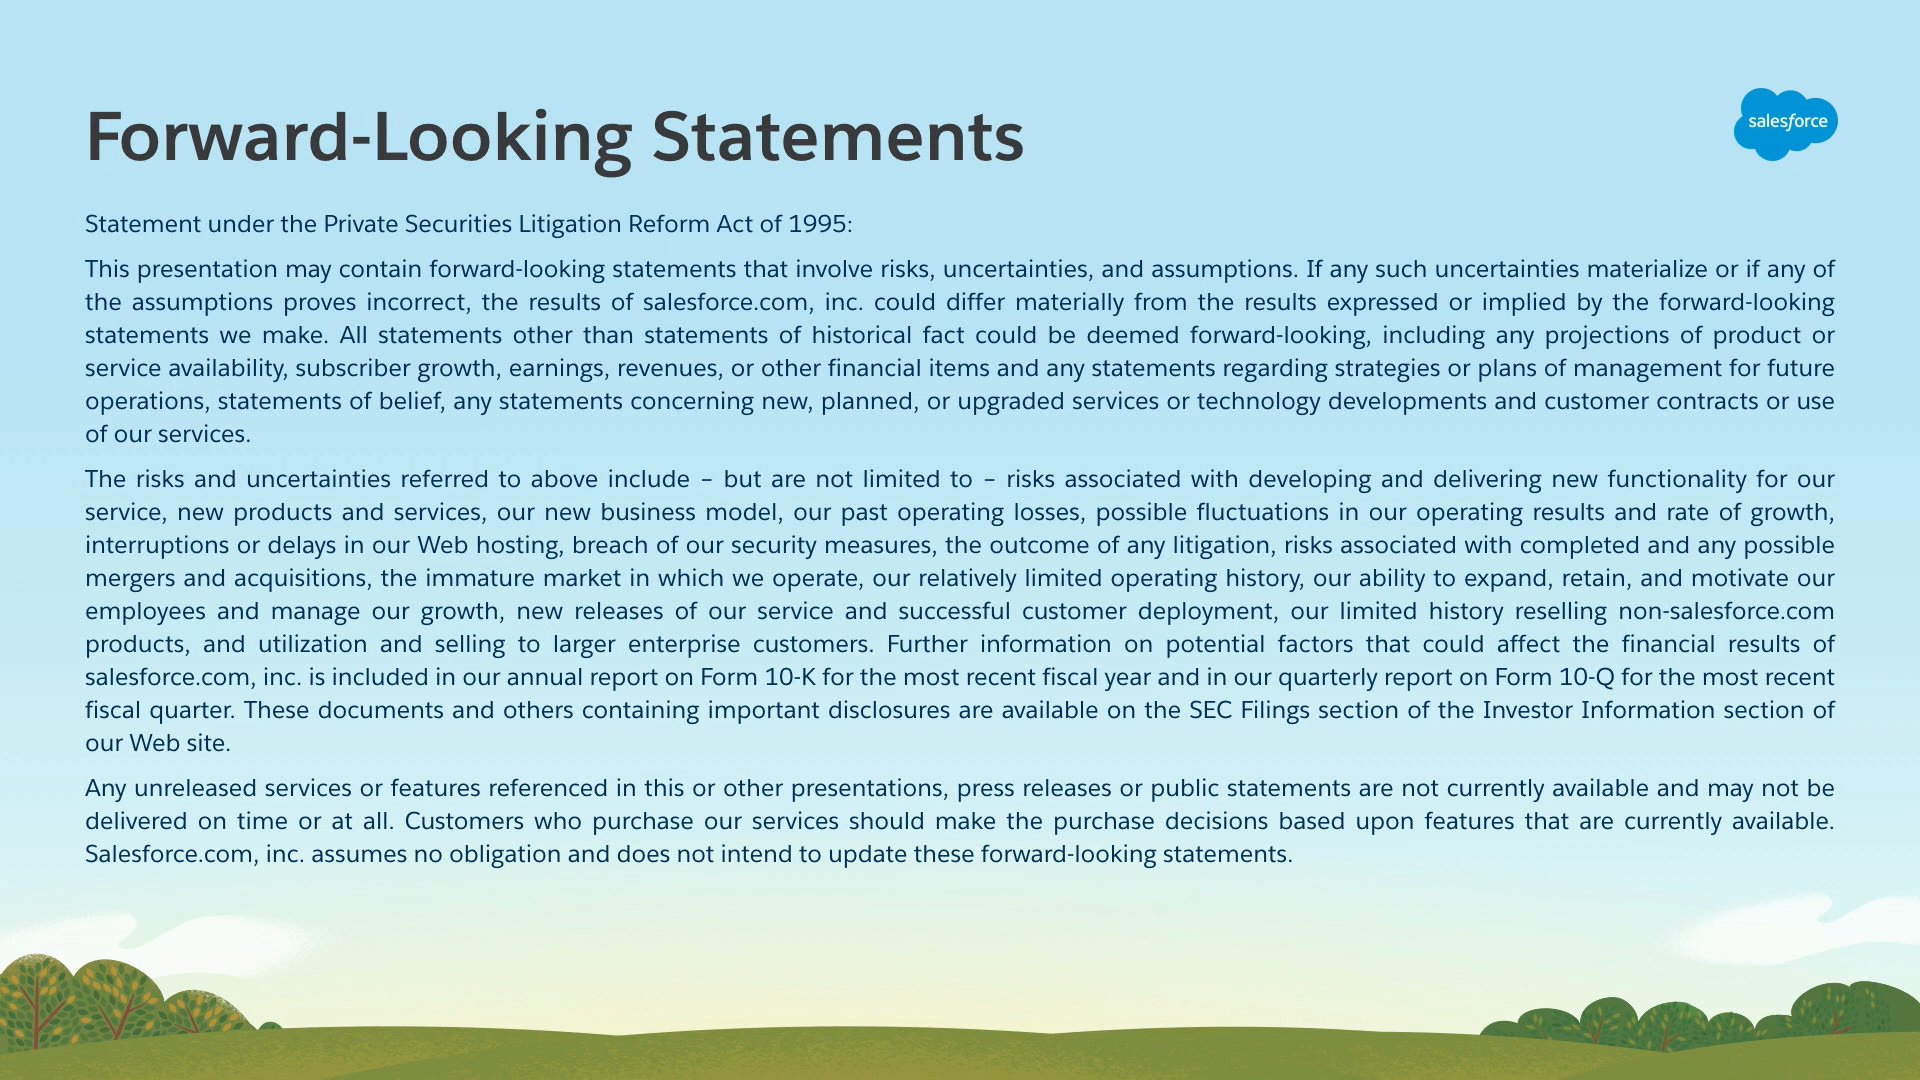 Forward-Looking Statements
salesforce
Statement under the Private Securities Litigation Reform Act of 1995:
This presentation may contain forward-looking statements that involve risks, uncertainties, and assumptions. If any such uncertainties materialize or if any of
the assumptions proves incorrect, the results of salesforce.com, inc. could differ materially from the results expressed or implied by the forward-looking
statements we make. All statements other than statements of historical fact could be deemed forward-looking, including any projections of product or
service availability, subscriber growth, earnings, revenues, or other financial items and any statements regarding strategies or plans of management for future
operations, statements of belief, any statements concerning new, planned, or upgraded services or technology developments and customer contracts or use
of our services.
The risks and uncertainties referred to above include – but are not limited to – risks associated with developing and delivering new functionality for our
service, new products and services, our new business model, our past operating losses, possible fluctuations in our operating results and rate of growth,
interruptions or delays in our Web hosting, breach of our security measures, the outcome of any litigation, risks associated with completed and any possible
mergers and acquisitions, the immature market in which we operate, our relatively limited operating history, our ability to expand, retain, and motivate our
employees and manage our growth, new releases of our service and successful customer deployment, our limited history reselling non-salesforce.com
products, and utilization and selling to larger enterprise customers. Further information on potential factors that could affect the financial results of
salesforce.com, inc. is included in our annual report on Form 10-K for the most recent fiscal year and in our quarterly report on Form 10-Q for the most recent
fiscal quarter. These documents and others containing important disclosures are available on the SEC Filings section of the Investor Information section of
our Web site.
Any unreleased services or features referenced in this or other presentations, press releases or public statements are not currently available and may not be
delivered on time or at all. Customers who purchase our services should make the purchase decisions based upon features that are currently available.
Salesforce.com, inc. assumes no obligation and does not intend to update these forward-looking statements.